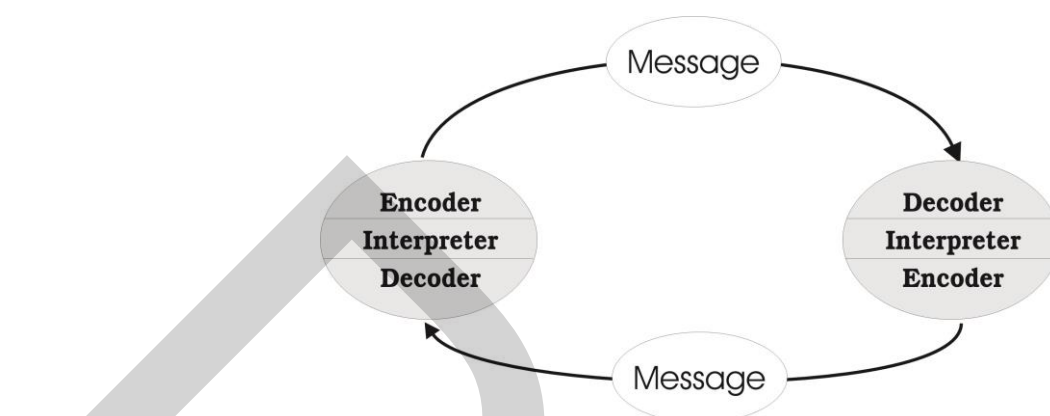 Message
Encoder
Interpreter
Decoder
Decoder
Interpreter
Encoder
Message